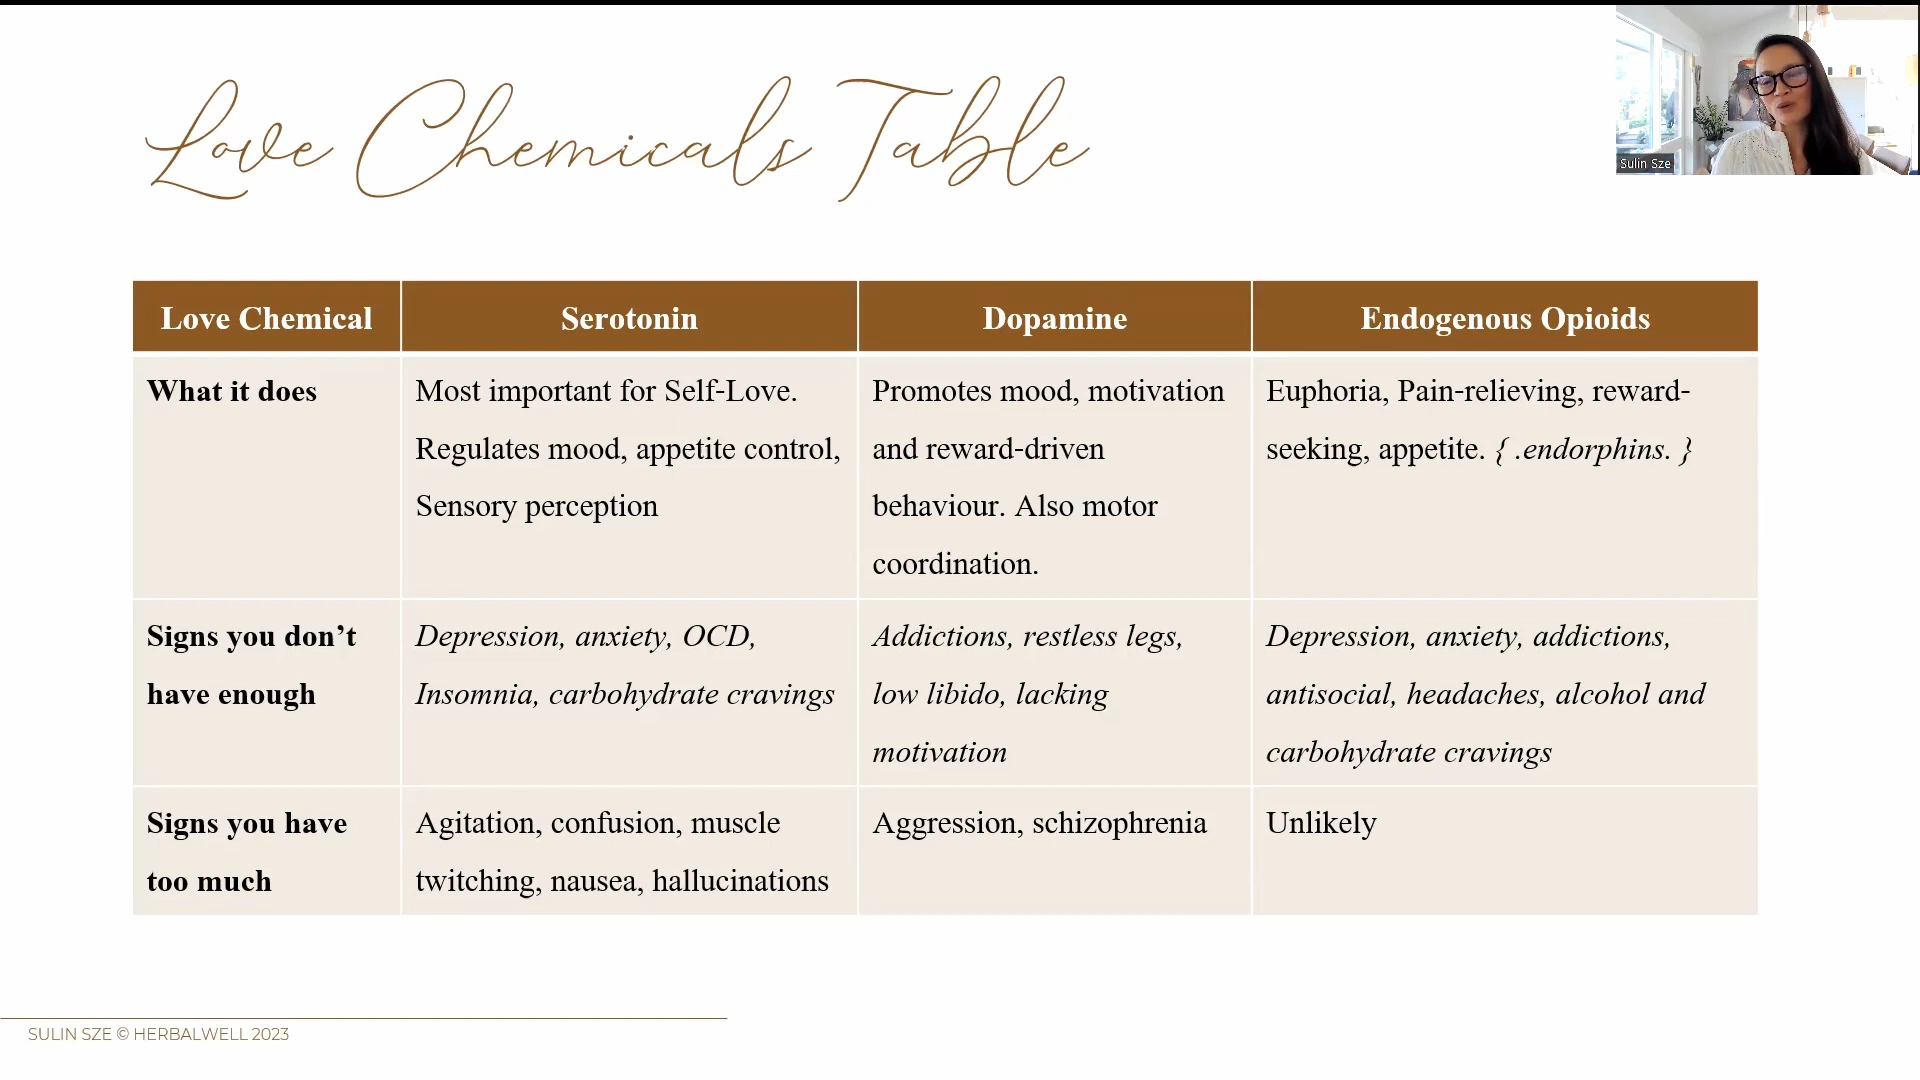 Love Chemicals Table
Sulin Sze
Love Chemical
Serotonin
Dopamine
Endogenous Opioids
What it does
Most important for Self-Love.
Regulates mood, appetite control,
Sensory perception
Promotes mood, motivation
and reward-driven
behaviour. Also motor
coordination.
Euphoria, Pain-relieving, reward-
seeking, appetite. { .endorphins. }
Signs you don’t
have enough
Depression, anxiety, OCD,
Insomnia, carbohydrate cravings
Addictions, restless legs,
low libido, lacking
motivation
Depression, anxiety, addictions,
antisocial, headaches, alcohol and
carbohydrate cravings
Signs you have
too much
Agitation, confusion, muscle
twitching, nausea, hallucinations
Aggression, schizophrenia
Unlikely
SULIN SZE © HERBALWELL 2023